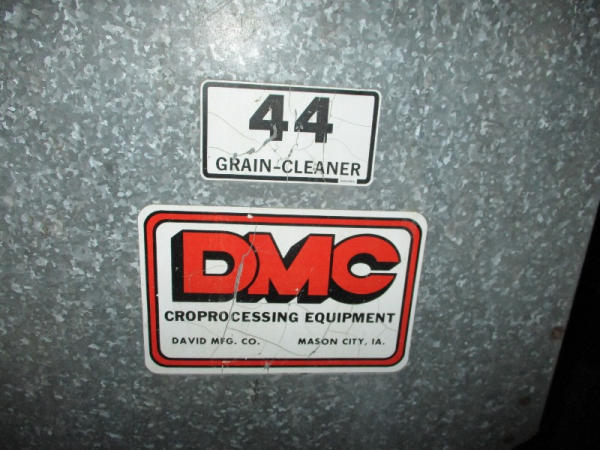 44
GRAIN-CLEANER
DMC
CROPROCESSING EQUIPMENT
DAVID MFG. CO. MASON CITY, IA.